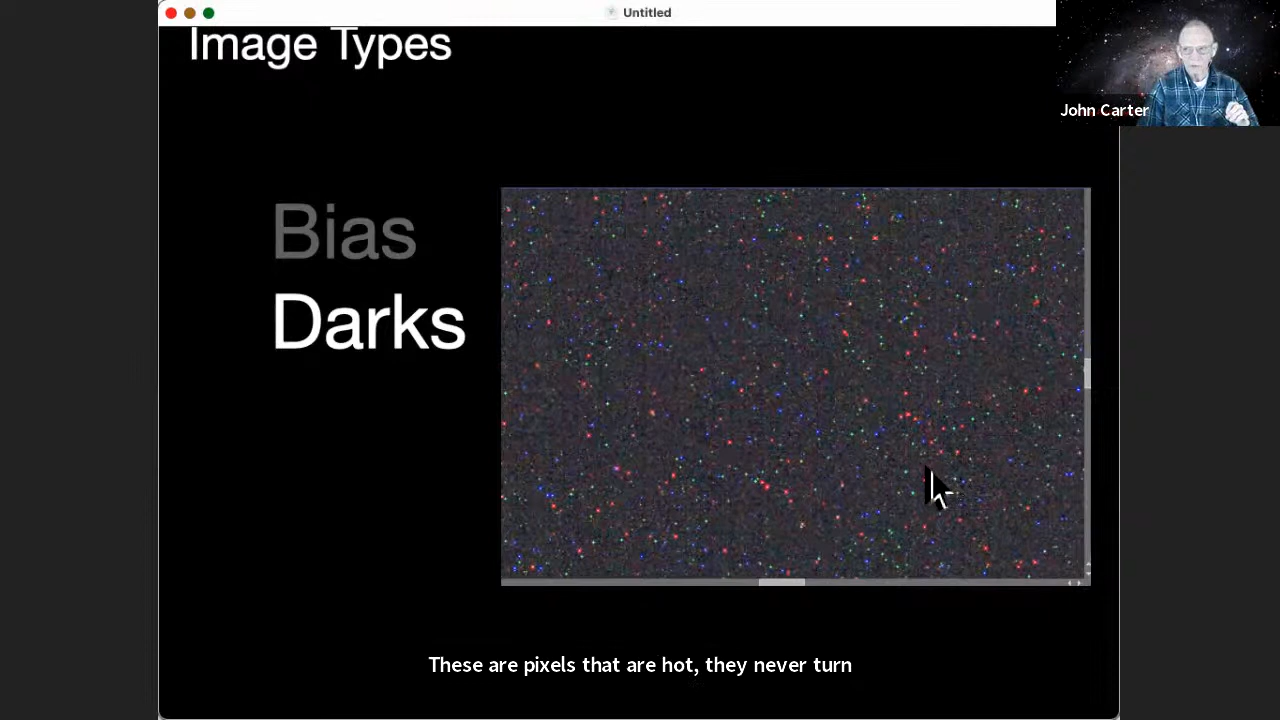 Untitled
Image Types
John Carter
Bias
Darks
These are pixels that are hot, they never turn